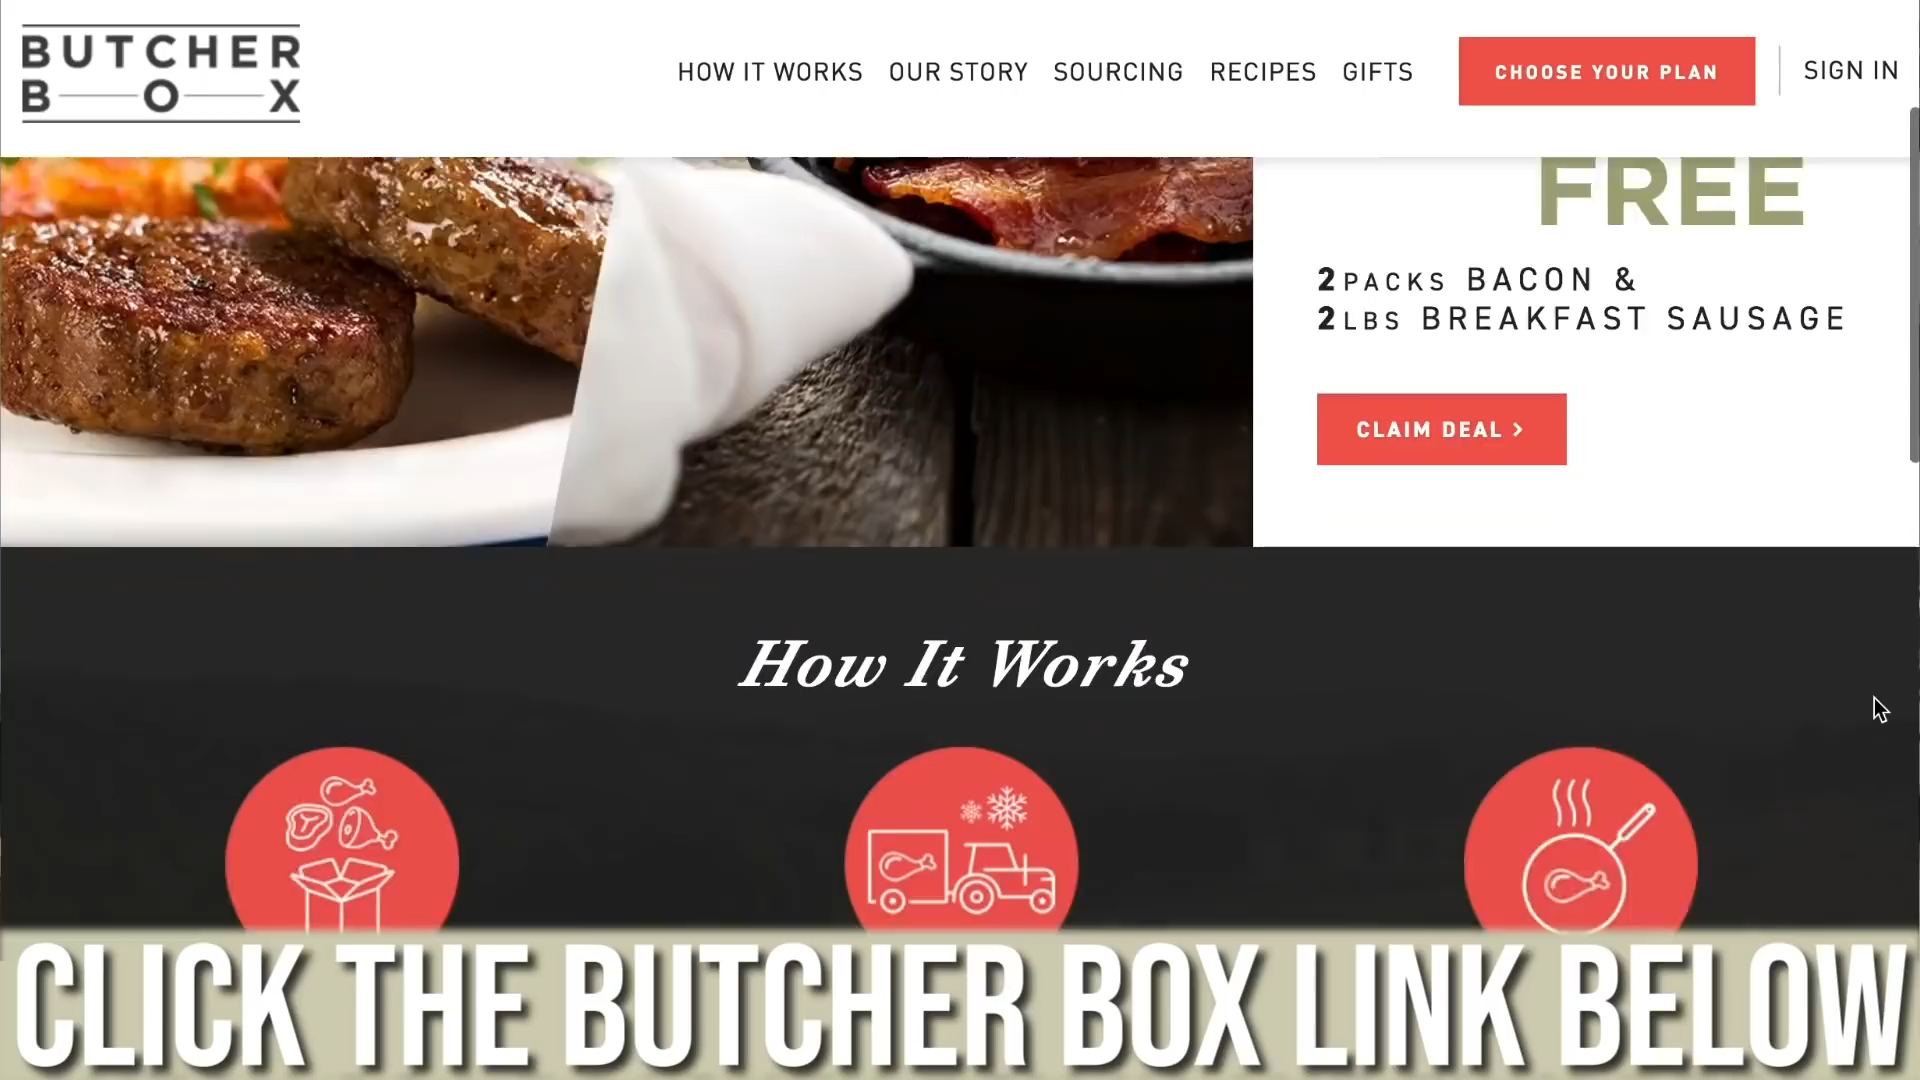 BUTCHER
BOX
HOW IT WORKS OUR STORY SOURCING RECIPES GIFTS CHOOSE YOUR PLAN SIGN IN
FREE
2 PACKS BACON &
2 LBS BREAKFAST SAUSAGE
CLAIM DEAL >
How It Works
CLICK THE BUTCHER BOX LINK BELOW